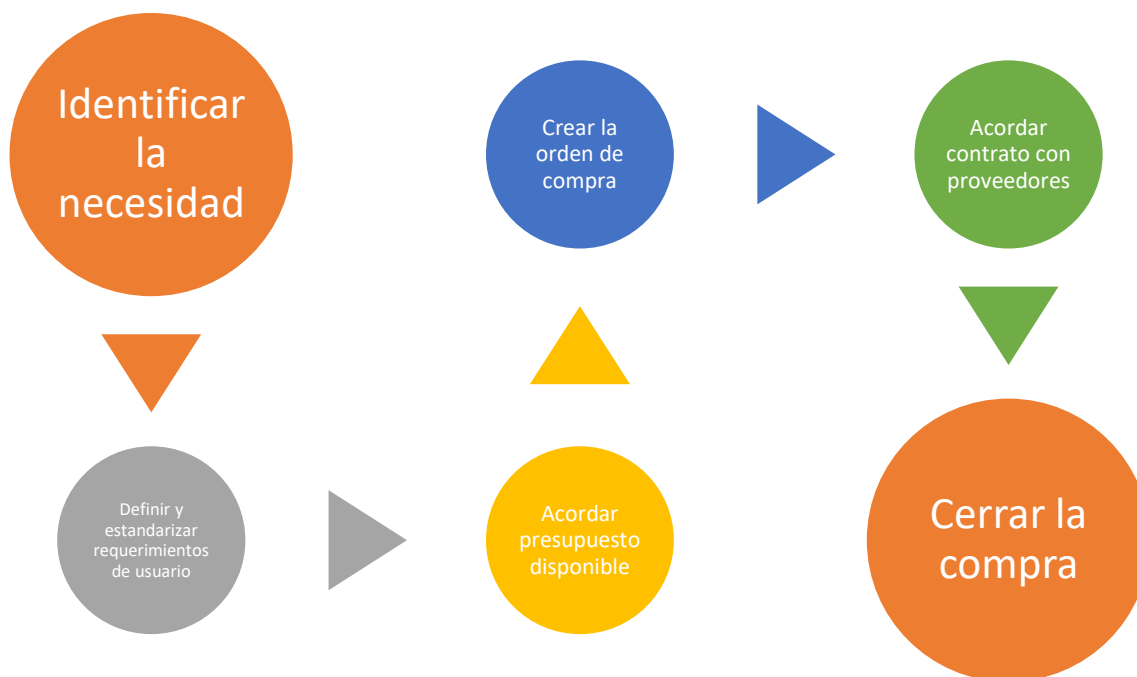 Identificar
la
necesidad
Definir y
estandarizar
requerimientos
de usuario
Acordar
presupuesto
disponible
Crear la
orden de
compra
Acordar
contrato con
proveedores
Cerrar la
compra